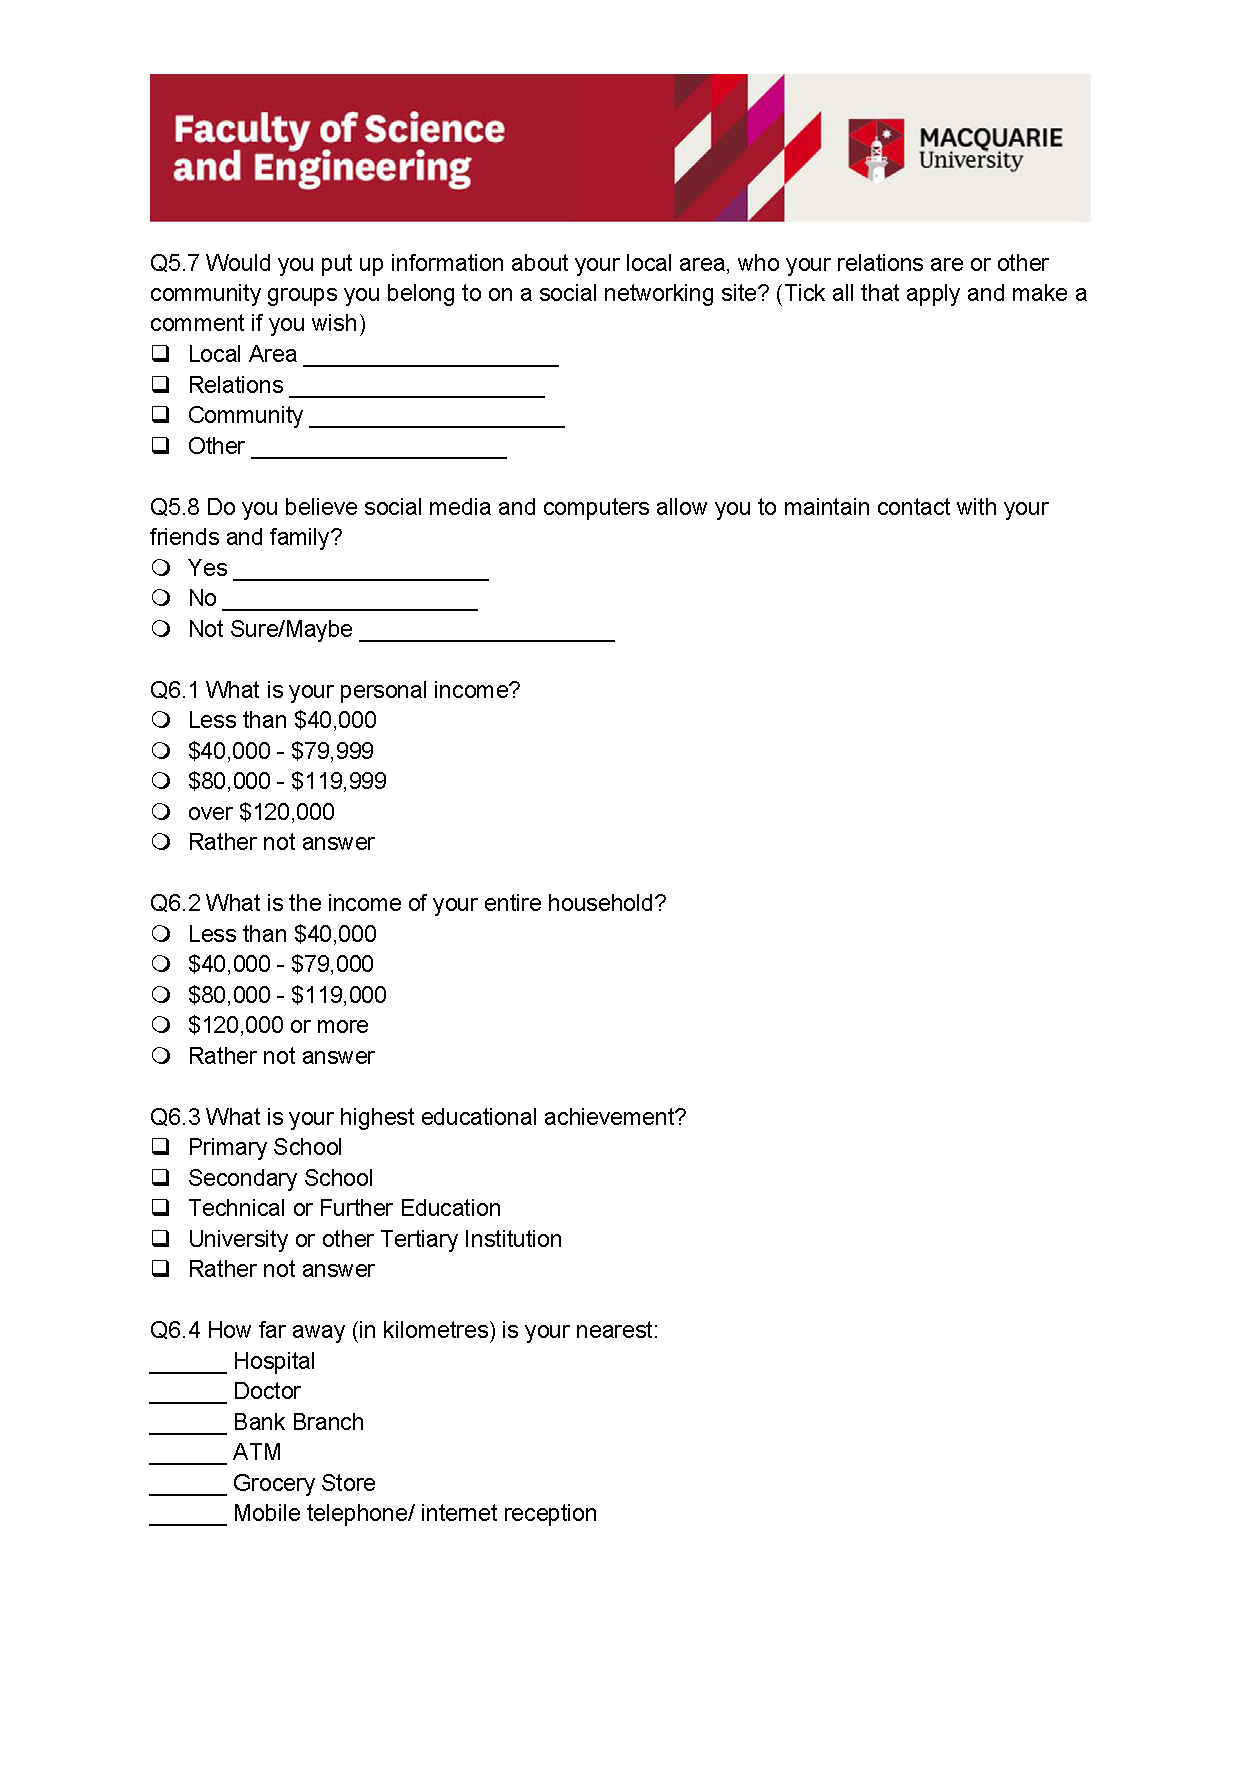 Faculty of Science
and Engineering
MACQUARIE
University
Q5.7 Would you put up information about your local area, who your relations are or other
community groups you belong to on a social networking site? (Tick all that apply and make a
comment if you wish)
❑ Local Area ____________________
❑ Relations ____________________
❑ Community ____________________
❑ Other ____________________
Q5.8 Do you believe social media and computers allow you to maintain contact with your
friends and family?
❍ Yes ____________________
❍ No ____________________
❍ Not Sure/Maybe ____________________
Q6.1 What is your personal income?
❍ Less than $40,000
❍ $40,000 - $79,999
❍ $80,000 - $119,999
❍ over $120,000
❍ Rather not answer
Q6.2 What is the income of your entire household?
❍ Less than $40,000
❍ $40,000 - $79,000
❍ $80,000 - $119,000
❍ $120,000 or more
❍ Rather not answer
Q6.3 What is your highest educational achievement?
❑ Primary School
❑ Secondary School
❑ Technical or Further Education
❑ University or other Tertiary Institution
❑ Rather not answer
Q6.4 How far away (in kilometres) is your nearest:
______ Hospital
______ Doctor
______ Bank Branch
______ ATM
______ Grocery Store
______ Mobile telephone/ internet reception